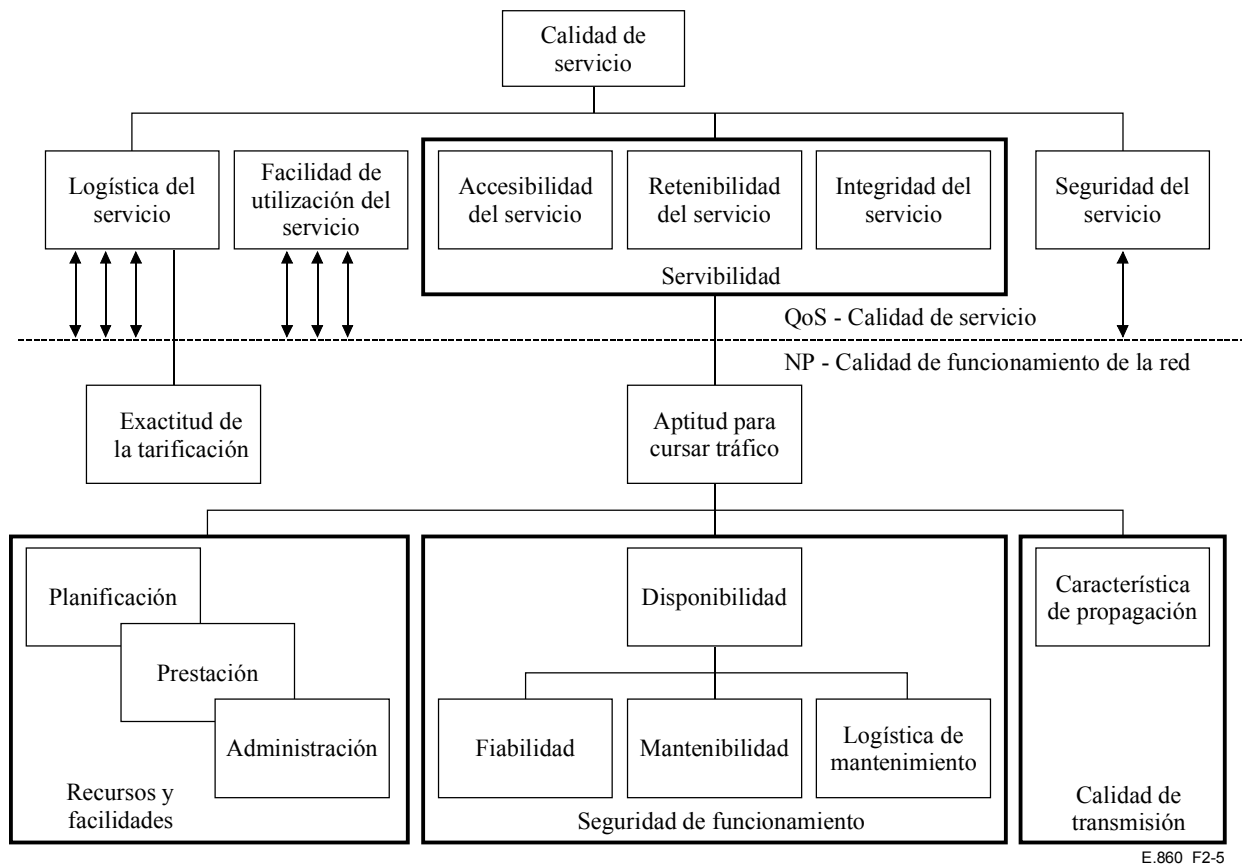 Calidad de
servicio
Logística del
servicio
Facilidad de
utilización del
servicio
Accesibilidad
del servicio
Retenibilidad
del servicio
Integridad del
servicio
Seguridad del
servicio
Servibilidad
QoS - Calidad de servicio
NP - Calidad de funcionamiento de la red
Exactitud de
la tarificación
Aptitud para
cursar tráfico
Planificación
Prestación
Administración
Recursos y
facilidades
Disponibilidad
Fiabilidad
Mantenibilidad
Logística de
mantenimiento
Seguridad de funcionamiento
Característica
de propagación
Calidad de
transmisión
E.860_F2-5